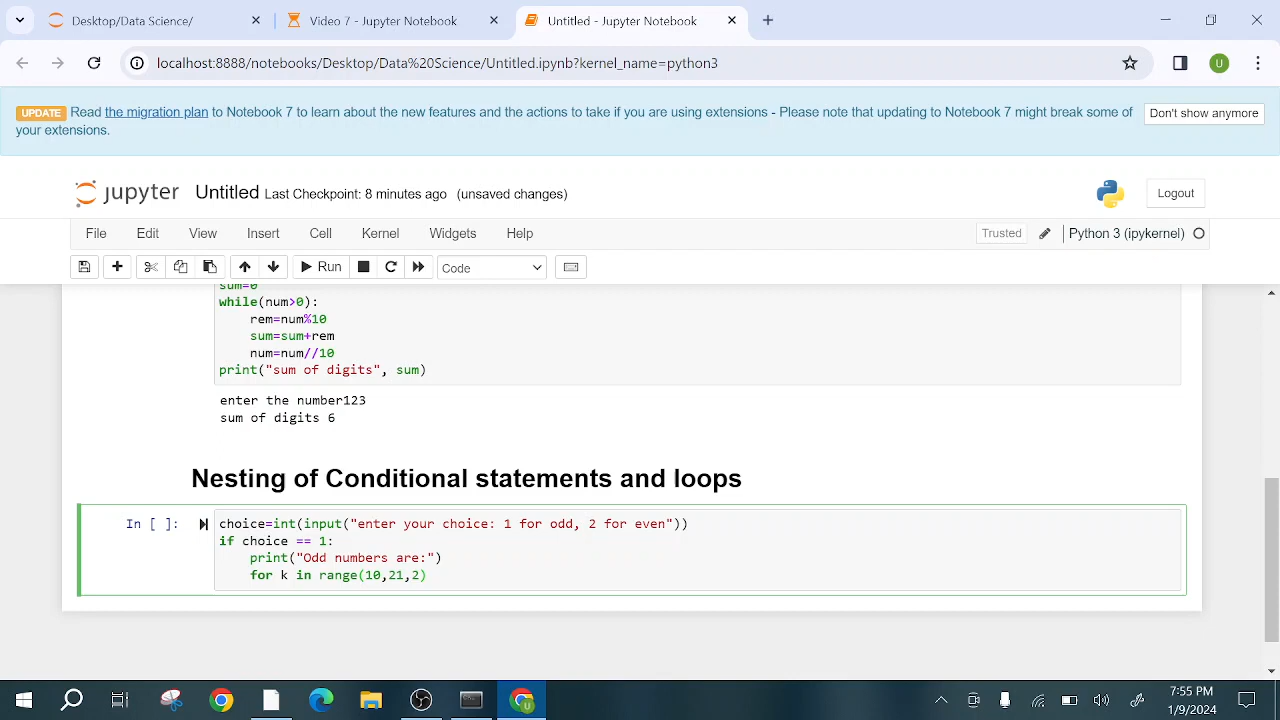 Desktop/Data Science/
Video 7 - Jupyter Notebook
Untitled - Jupyter Notebook
localhost:8888/notebooks/Desktop/Data%20Science/Untitled.ipynb?kernel_name=python3
U
UPDATE Read the migration plan to Notebook 7 to learn about the new features and the actions to take if you are using extensions - Please note that updating to Notebook 7 might break some of
your extensions.
Don't show anymore
jupyter Untitled Last Checkpoint: 8 minutes ago (unsaved changes)
Logout
File Edit View Insert Cell Kernel Widgets Help
Trusted Python 3 (ipykernel)
Run Code
sum=0
while(num>0):
rem=num%10
sum=sum+rem
num=num//10
print("sum of digits", sum)
enter the number123
sum of digits 6
Nesting of Conditional statements and loops
In [ ]: choice=int(input("enter your choice: 1 for odd, 2 for even"))
if choice == 1:
print("Odd numbers are:")
for k in range(10,21,2)
7:55 PM
1/9/2024